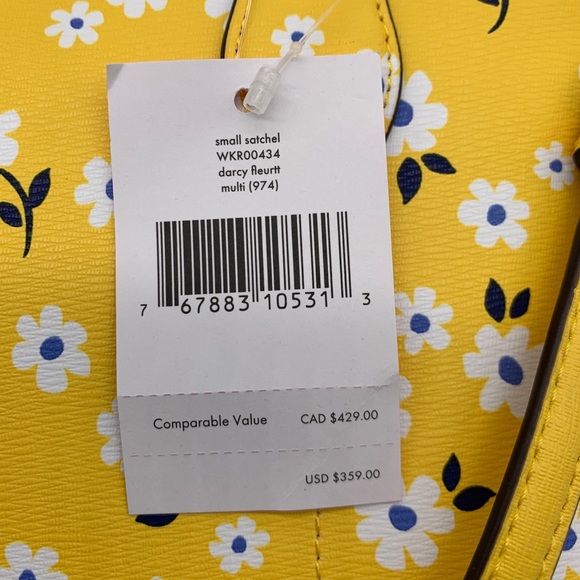 small satchel
WKR00434
darcy fleurtt
multi (974)
7 67883 10531 3
Comparable Value CAD $429.00
USD $359.00